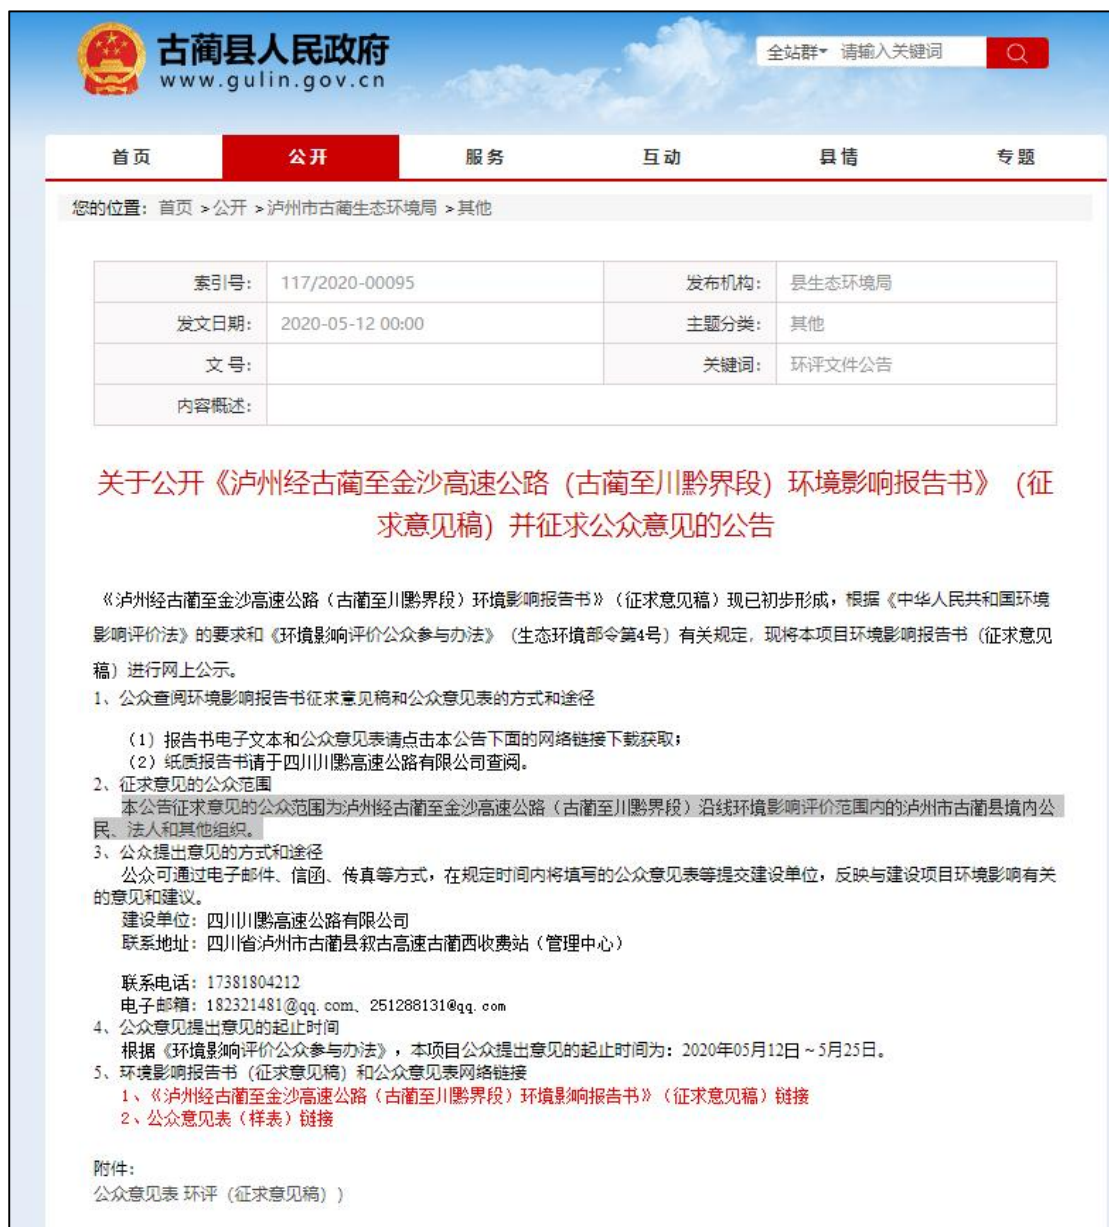 古蔺县人民政府
www.gulin.gov.cn
全站群 请输入关键词
首页 公开 服务 互动 县情 专题
您的位置：首页 >公开 >泸州市古蔺生态环境局 >其他
索引号： 117/2020-00095 发布机构： 县生态环境局
发文日期： 2020-05-12 00:00 主题分类： 其他
文 号： 关键词： 环评文件公告
内容概述：
关于公开《泸州经古蔺至金沙高速公路（古蔺至川黔界段）环境影响报告书》（征
求意见稿）并征求公众意见的公告
《泸州经古蔺至金沙高速公路（古蔺至川黔界段）环境影响报告书》（征求意见稿）现已初步形成，根据《中华人民共和国环境
影响评价法》的要求和《环境影响评价公众参与办法》（生态环境部令第4号）有关规定，现将本项目环境影响报告书（征求意见
稿）进行网上公示。
1、公众查阅环境影响报告书征求意见稿和公众意见表的方式和途径
（1）报告书电子文本和公众意见表请点击本公告下面的网络链接下载获取；
（2）纸质报告书请于四川川黔高速公路有限公司查阅。
2、征求意见的公众范围
本公告征求意见的公众范围为泸州经古蔺至金沙高速公路（古蔺至川黔界段）沿线环境影响评价范围内的泸州市古蔺县境内公
民、法人和其他组织。
3、公众提出意见的方式和途径
公众可通过电子邮件、信函、传真等方式，在规定时间内将填写的公众意见表等提交建设单位，反映与建设项目环境影响有关
的意见和建议。
建设单位：四川川黔高速公路有限公司
联系地址：四川省泸州市古蔺县叙古高速古蔺西收费站（管理中心）
联系电话：17381804212
电子邮箱：182321481@qq.com、251288131@qq.com
4、公众意见提出意见的起止时间
根据《环境影响评价公众参与办法》，本项目公众提出意见的起止时间为：2020年05月12日～5月25日。
5、环境影响报告书（征求意见稿）和公众意见表网络链接
1、《泸州经古蔺至金沙高速公路（古蔺至川黔界段）环境影响报告书》（征求意见稿）链接
2、公众意见表（样表）链接
附件：
公众意见表 环评（征求意见稿））